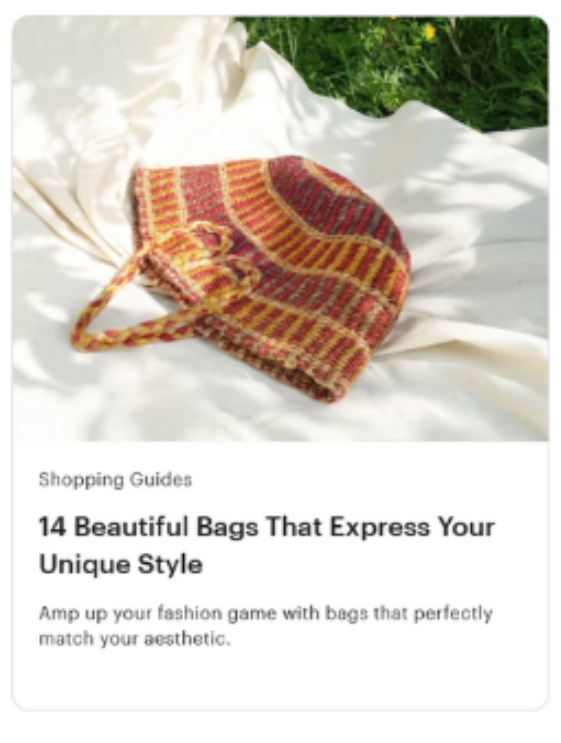 Shopping Guides
14 Beautiful Bags That Express Your
Unique Style
Amp up your fashion game with bags that perfectly
match your aesthetic.